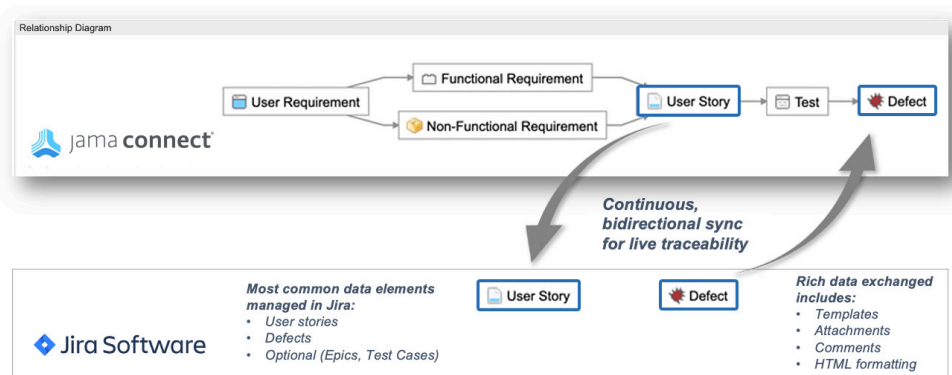 Relationship Diagram
Functional Requirement
User Requirement
User Story
Test
Defect
Non-Functional Requirement
jama connect®
Continuous,
bidirectional sync
for live traceability
Most common data elements
managed in Jira:
• User stories
• Defects
• Optional (Epics, Test Cases)
User Story
Defect
Rich data exchanged
includes:
• Templates
• Attachments
• Comments
• HTML formatting
Jira Software